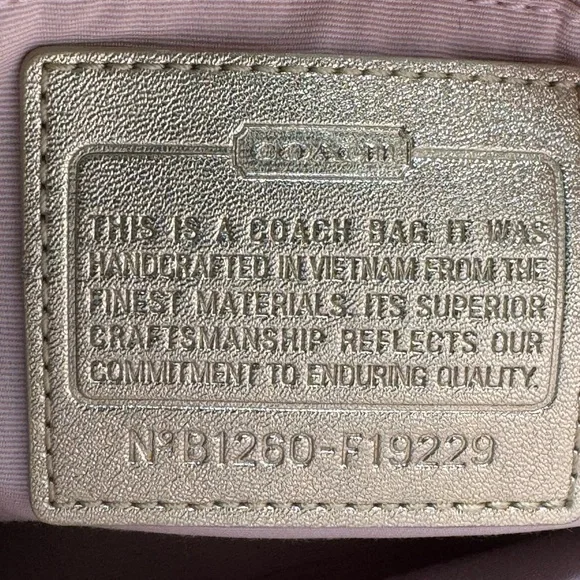 COACH
THIS IS A COACH BAG. IT WAS
HANDCRAFTED IN VIETNAM FROM THE
FINEST MATERIALS. ITS SUPERIOR
CRAFTSMANSHIP REFLECTS OUR
COMMITMENT TO ENDURING QUALITY.
Nº B1260-F19229